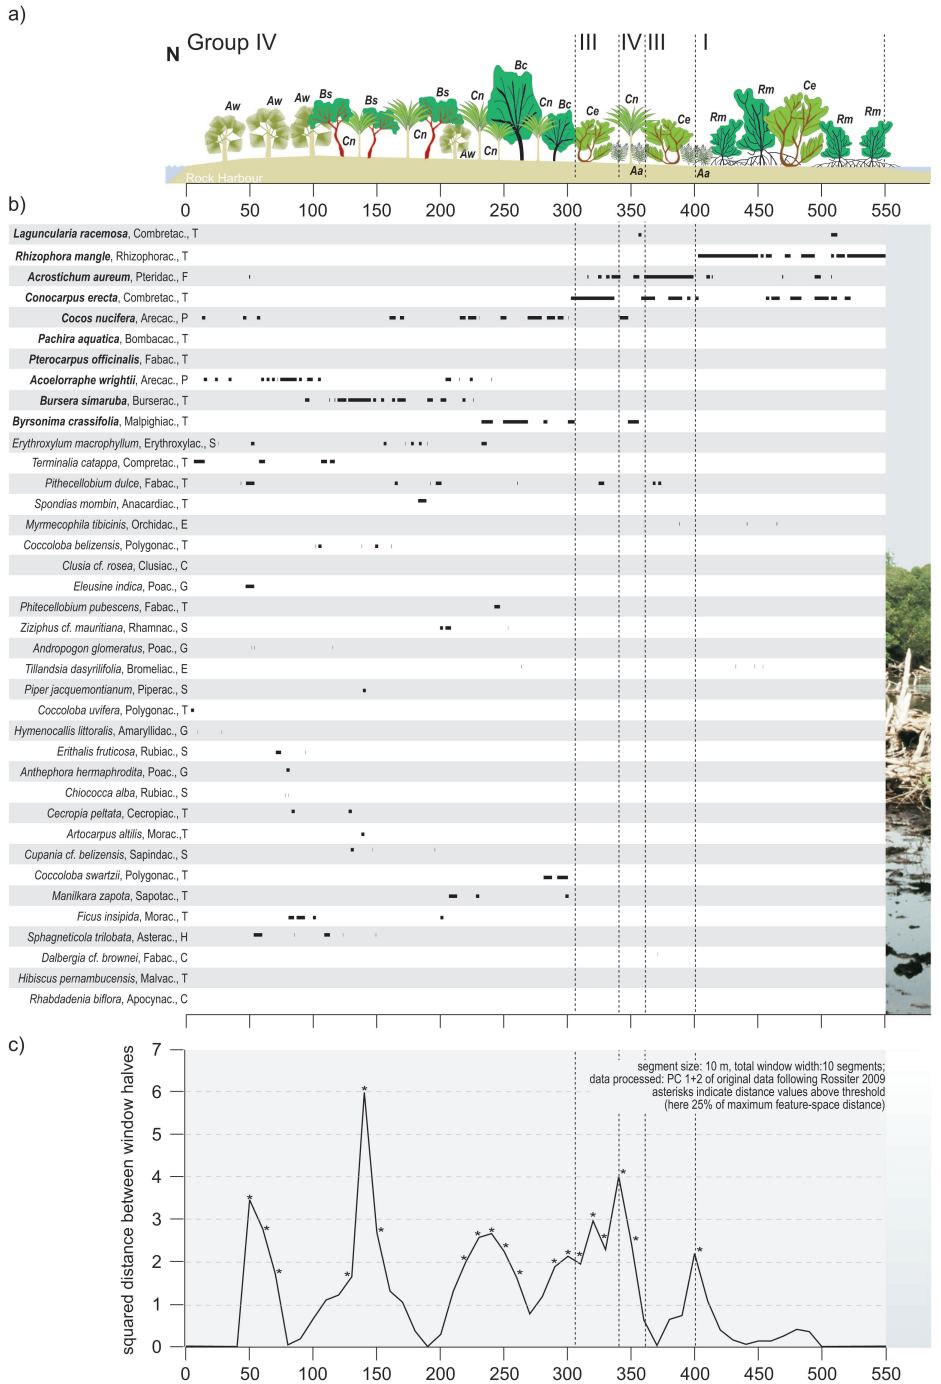 a)
N Group IV III IV III I
Aw Aw Aw Bs Bs Bs Cn Bc Cn Bc Ce Cn Ce Rm Rm Ce Rm Rm
Cn Cn Aw Cn Aa Aa
Rock Harbour
0 50 100 150 200 250 300 350 400 450 500 550
b)
Laguncularia racemosa, Combretac., T
Rhizophora mangle, Rhizophorac., T
Acrostichum aureum, Pteridac., F
Conocarpus erecta, Combretac., T
Cocos nucifera, Arecac., P
Pachira aquatica, Bombacac., T
Pterocarpus officinalis, Fabac., T
Acoelorraphe wrightii, Arecac., P
Bursera simaruba, Burserac., T
Byrsonima crassifolia, Malpighiac., T
Erythroxylum macrophyllum, Erythroxylac., S
Terminalia catappa, Compretac., T
Pithecellobium dulce, Fabac., T
Spondias mombin, Anacardiac., T
Myrmecophila tibicinis, Orchidac., E
Coccoloba belizensis, Polygonac., T
Clusia cf. rosea, Clusiac., C
Eleusine indica, Poac., G
Phitecellobium pubescens, Fabac., T
Ziziphus cf. mauritiana, Rhamnac., S
Andropogon glomeratus, Poac., G
Tillandsia dasyrilifolia, Bromeliac., E
Piper jacquemontianum, Piperac., S
Coccoloba uvifera, Polygonac., T
Hymenocallis littoralis, Amaryllidac., G
Erithalis fruticosa, Rubiac., S
Anthephora hermaphrodita, Poac., G
Chiococca alba, Rubiac., S
Cecropia peltata, Cecropiac., T
Artocarpus altilis, Morac.,T
Cupania cf. belizensis, Sapindac., S
Coccoloba swartzii, Polygonac., T
Manilkara zapota, Sapotac., T
Ficus insipida, Morac., T
Sphagneticola trilobata, Asterac., H
Dalbergia cf. brownei, Fabac., C
Hibiscus pernambucensis, Malvac., T
Rhabdadenia biflora, Apocynac., C
c)
squared distance between window halves
7
6
5
4
3
2
1
0
segment size: 10 m, total window width:10 segments;
data processed: PC 1+2 of original data following Rossiter 2009
asterisks indicate distance values above threshold
(here 25% of maximum feature-space distance)
0 50 100 150 200 250 300 350 400 450 500 550